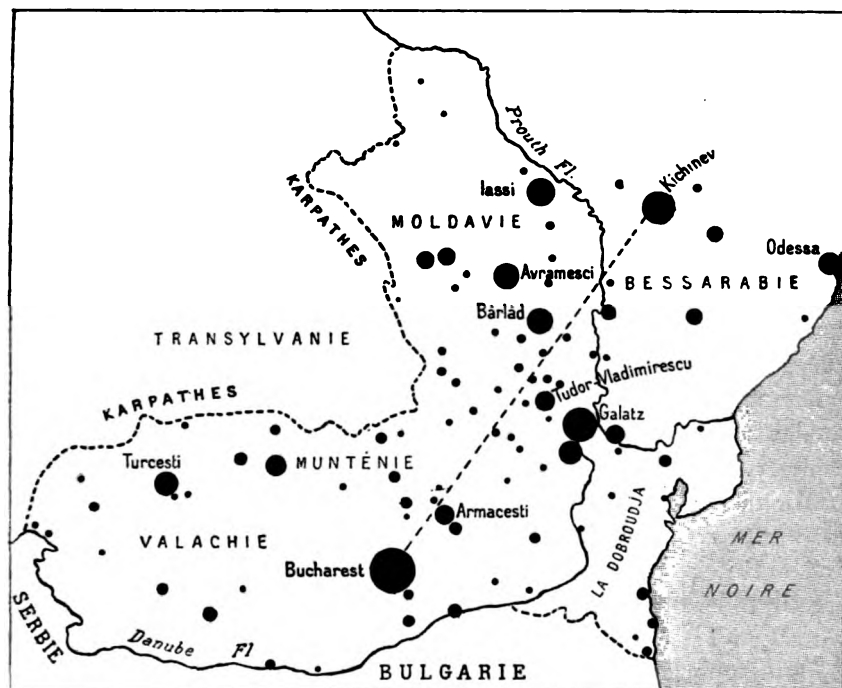 Prouth Fl.
KARPATHES
Iassi
Kichinev
MOLDAVIE
Odessa
Avramesci
BESSARABIE
Bârlàd
TRANSYLVANIE
KARPATHES
Tudor-Vladimirescu
Galatz
Turcesti
MUNTÉNIE
Armacesti
VALACHIE
LA DOBROUDJA
MER
NOIRE
Bucharest
SERBIE
Danube Fl
BULGARIE